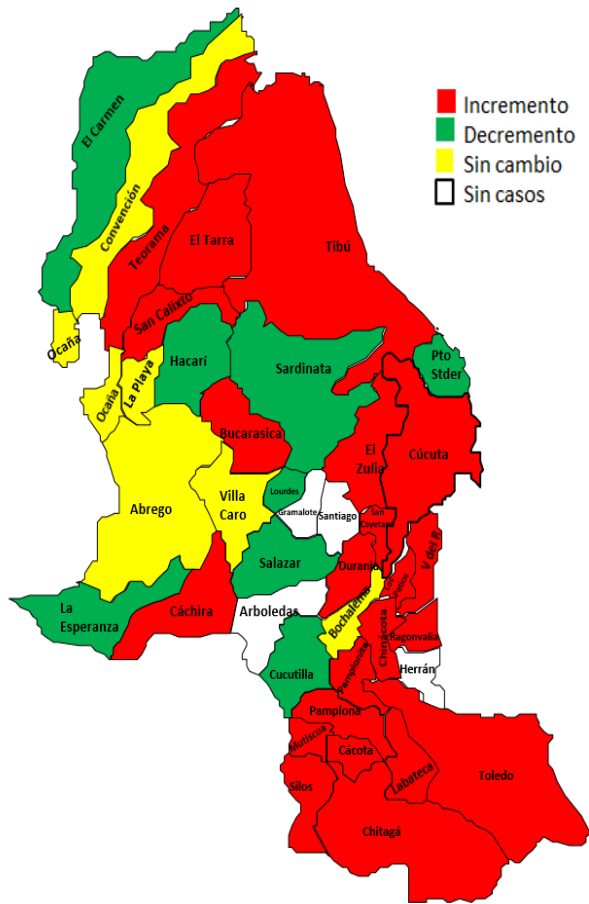 Incremento
Decremento
Sin cambio
Sin casos
El Carmen
Convención
Teorama
El Tarra
Tibú
San Calixto
Ocaña
Hacarí
Sardinata
Pto
Stder
La Playa
Ocaña
Bucarasica
El
Zulia
Cúcuta
Abrego
Villa
Caro
Lourdes
Gramalote
Santiago
San
Cayetano
V del R.
Salazar
Durania
Los
Patios
La
Esperanza
Cáchira
Arboledas
Bochalema
Chinácota
Ragonvalia
Herrán
Cucutilla
Pamplonita
Pamplona
Mutiscua
Cácota
Silos
Labateca
Toledo
Chitagá